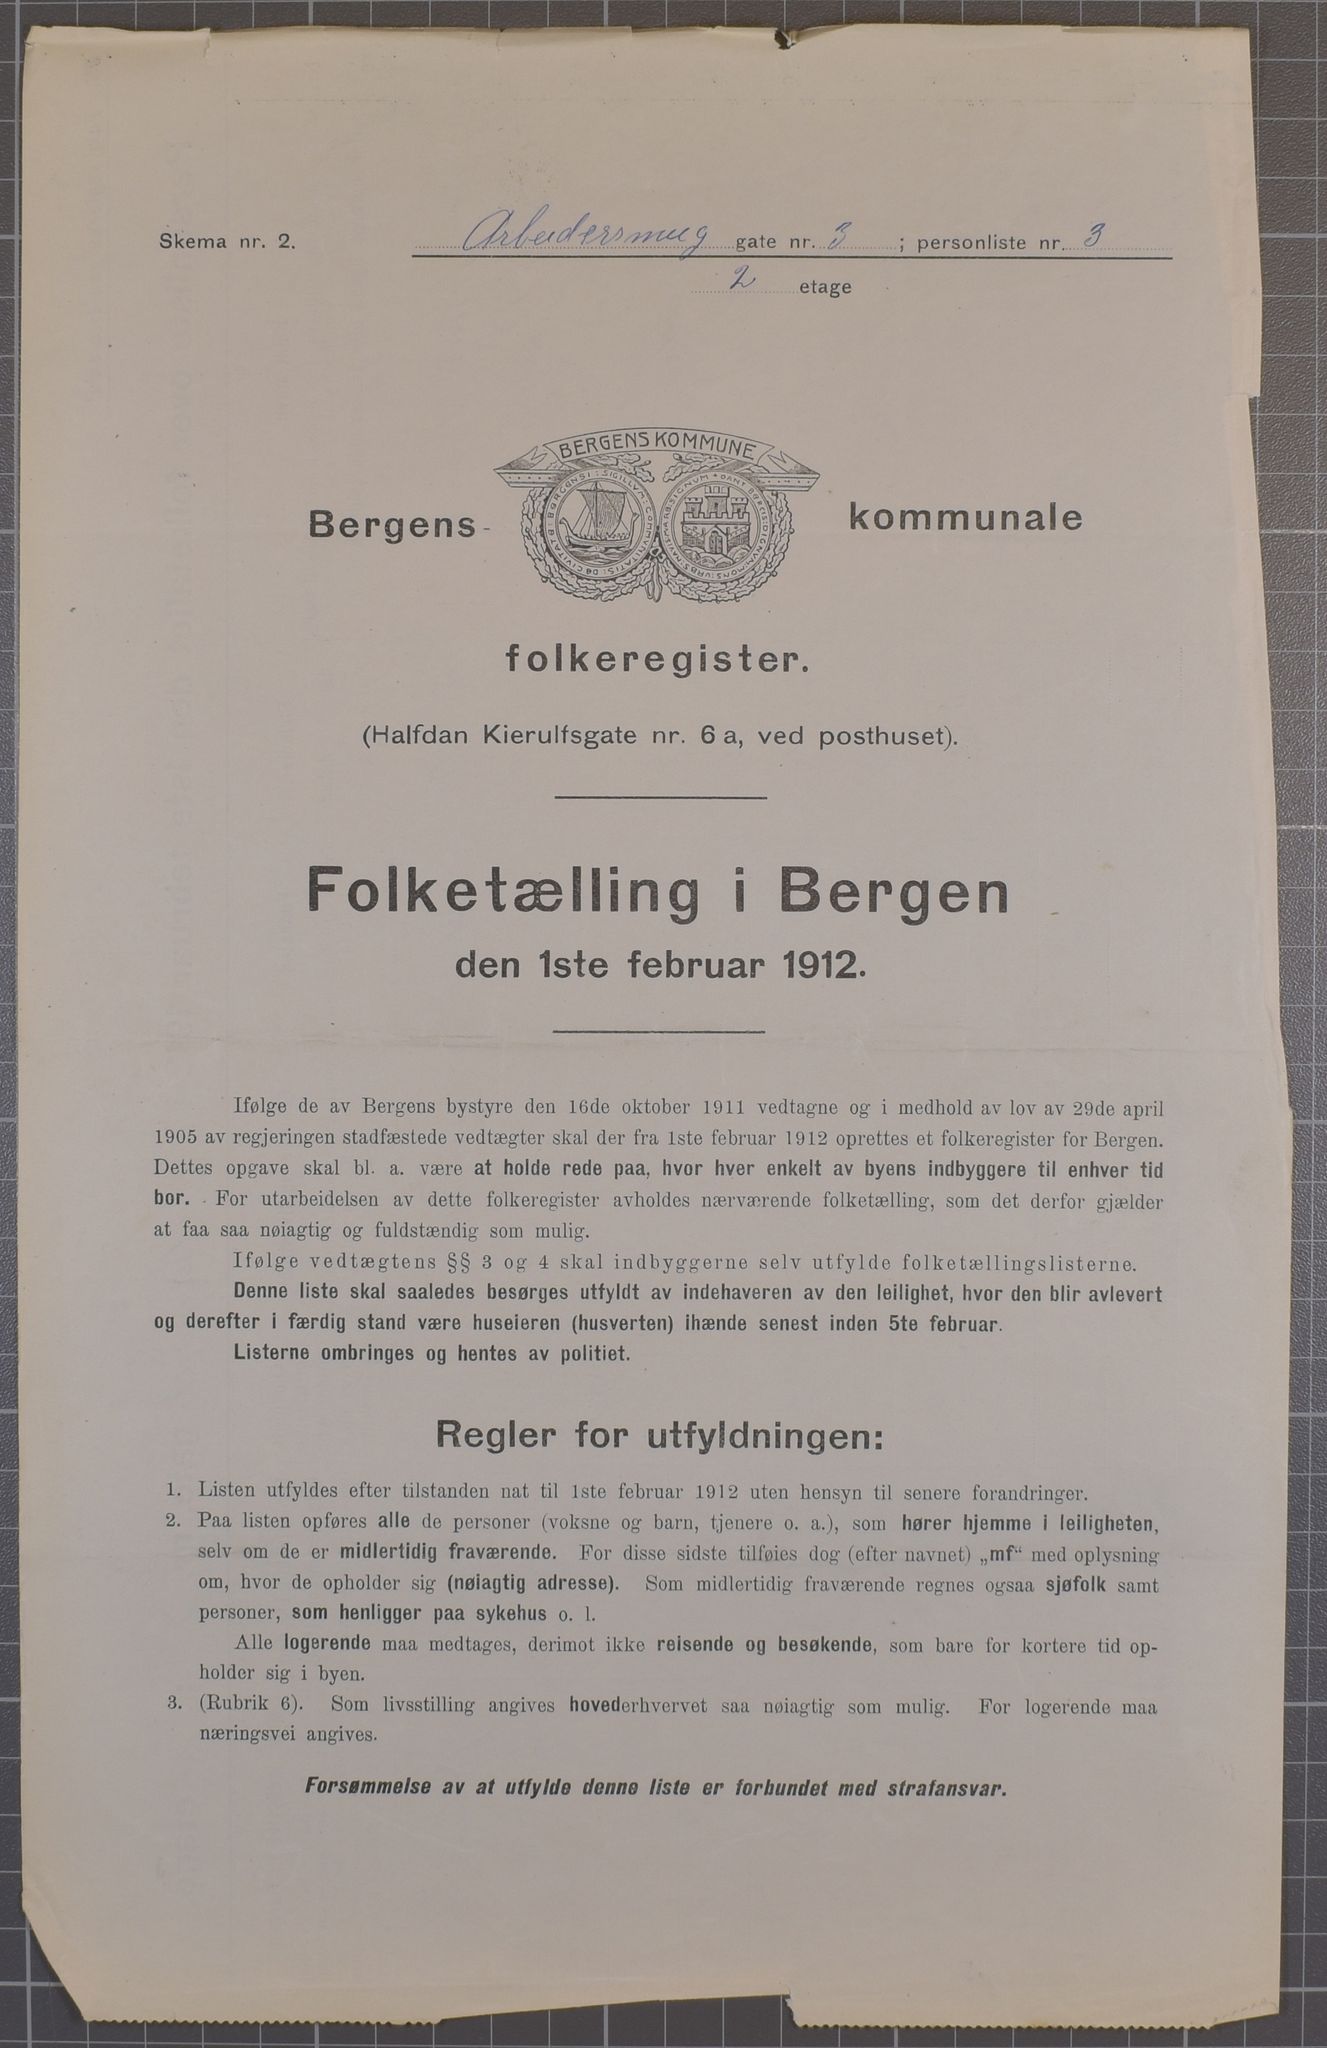 Skema nr. 2. Arbeidersmug gate nr. 3 ; personliste nr. 3
2 etage
BERGENS KOMMUNE
Bergens kommunale
folkeregister.
(Halfdan Kierulfsgate nr. 6 a, ved posthuset).
Folketælling i Bergen
den 1ste februar 1912.
Ifølge de av Bergens bystyre den 16de oktober 1911 vedtagne og i medhold av lov av 29de april
1905 av regjeringen stadfæstede vedtægter skal der fra 1ste februar 1912 oprettes et folkeregister for Bergen.
Dettes opgave skal bl. a. være at holde rede paa, hvor hver enkelt av byens indbyggere til enhver tid
bor. For utarbeidelsen av dette folkeregister avholdes nærværende folketælling, som det derfor gjælder
at faa saa nøiagtig og fuldstændig som mulig.
Ifølge vedtægtens §§ 3 og 4 skal indbyggerne selv utfylde folketællingslisterne.
Denne liste skal saaledes besørges utfyldt av indehaveren av den leilighet, hvor den blir avlevert
og derefter i færdig stand være huseieren (husverten) ihænde senest inden 5te februar.
Listerne ombringes og hentes av politiet.
Regler for utfyldningen:
1. Listen utfyldes efter tilstanden nat til 1ste februar 1912 uten hensyn til senere forandringer.
2. Paa listen opføres alle de personer (voksne og barn, tjenere o. a.), som hører hjemme i leiligheten,
selv om de er midlertidig fraværende. For disse sidste tilføies dog (efter navnet) „mf“ med oplysning
om, hvor de opholder sig (nøiagtig adresse). Som midlertidig fraværende regnes ogsaa sjøfolk samt
personer, som henligger paa sykehus o. l.
Alle logerende maa medtages, derimot ikke reisende og besøkende, som bare for kortere tid op-
holder sig i byen.
3. (Rubrik 6). Som livsstilling angives hovederhvervet saa nøiagtig som mulig. For logerende maa
næringsvei angives.
Forsømmelse av at utfylde denne liste er forbundet med strafansvar.